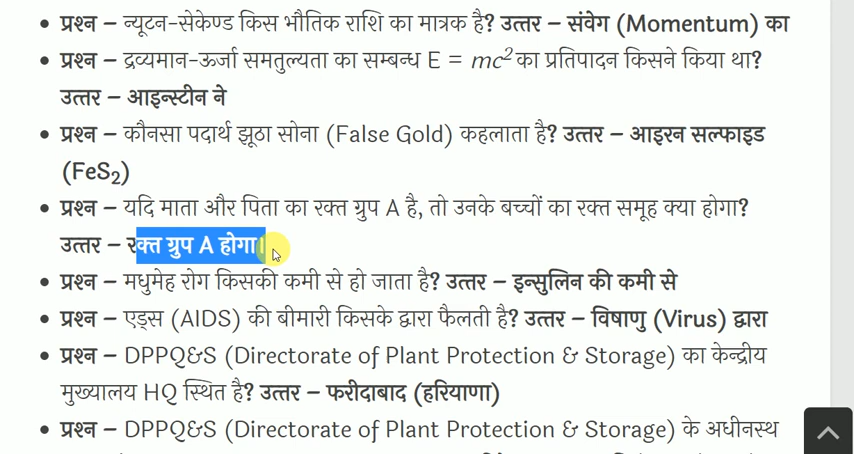 • प्रश्न – न्यूटन-सेकेण्ड किस भौतिक राशि का मात्रक है? उत्तर – संवेग (Momentum) का
• प्रश्न – द्रव्यमान-ऊर्जा समतुल्यता का सम्बन्ध E = mc² का प्रतिपादन किसने किया था?
उत्तर – आइन्स्टीन ने
• प्रश्न – कौनसा पदार्थ झूठा सोना (False Gold) कहलाता है? उत्तर – आइरन सल्फाइड
(FeS₂)
• प्रश्न – यदि माता और पिता का रक्त ग्रुप A है, तो उनके बच्चों का रक्त समूह क्या होगा?
उत्तर – रक्त ग्रुप A होगा।
• प्रश्न – मधुमेह रोग किसकी कमी से हो जाता है? उत्तर – इन्सुलिन की कमी से
• प्रश्न – एड्स (AIDS) की बीमारी किसके द्वारा फैलती है? उत्तर – विषाणु (Virus) द्वारा
• प्रश्न – DPPQ&S (Directorate of Plant Protection & Storage) का केन्द्रीय
मुख्यालय HQ स्थित है? उत्तर – फरीदाबाद (हरियाणा)
• प्रश्न – DPPQ&S (Directorate of Plant Protection & Storage) के अधीनस्थ